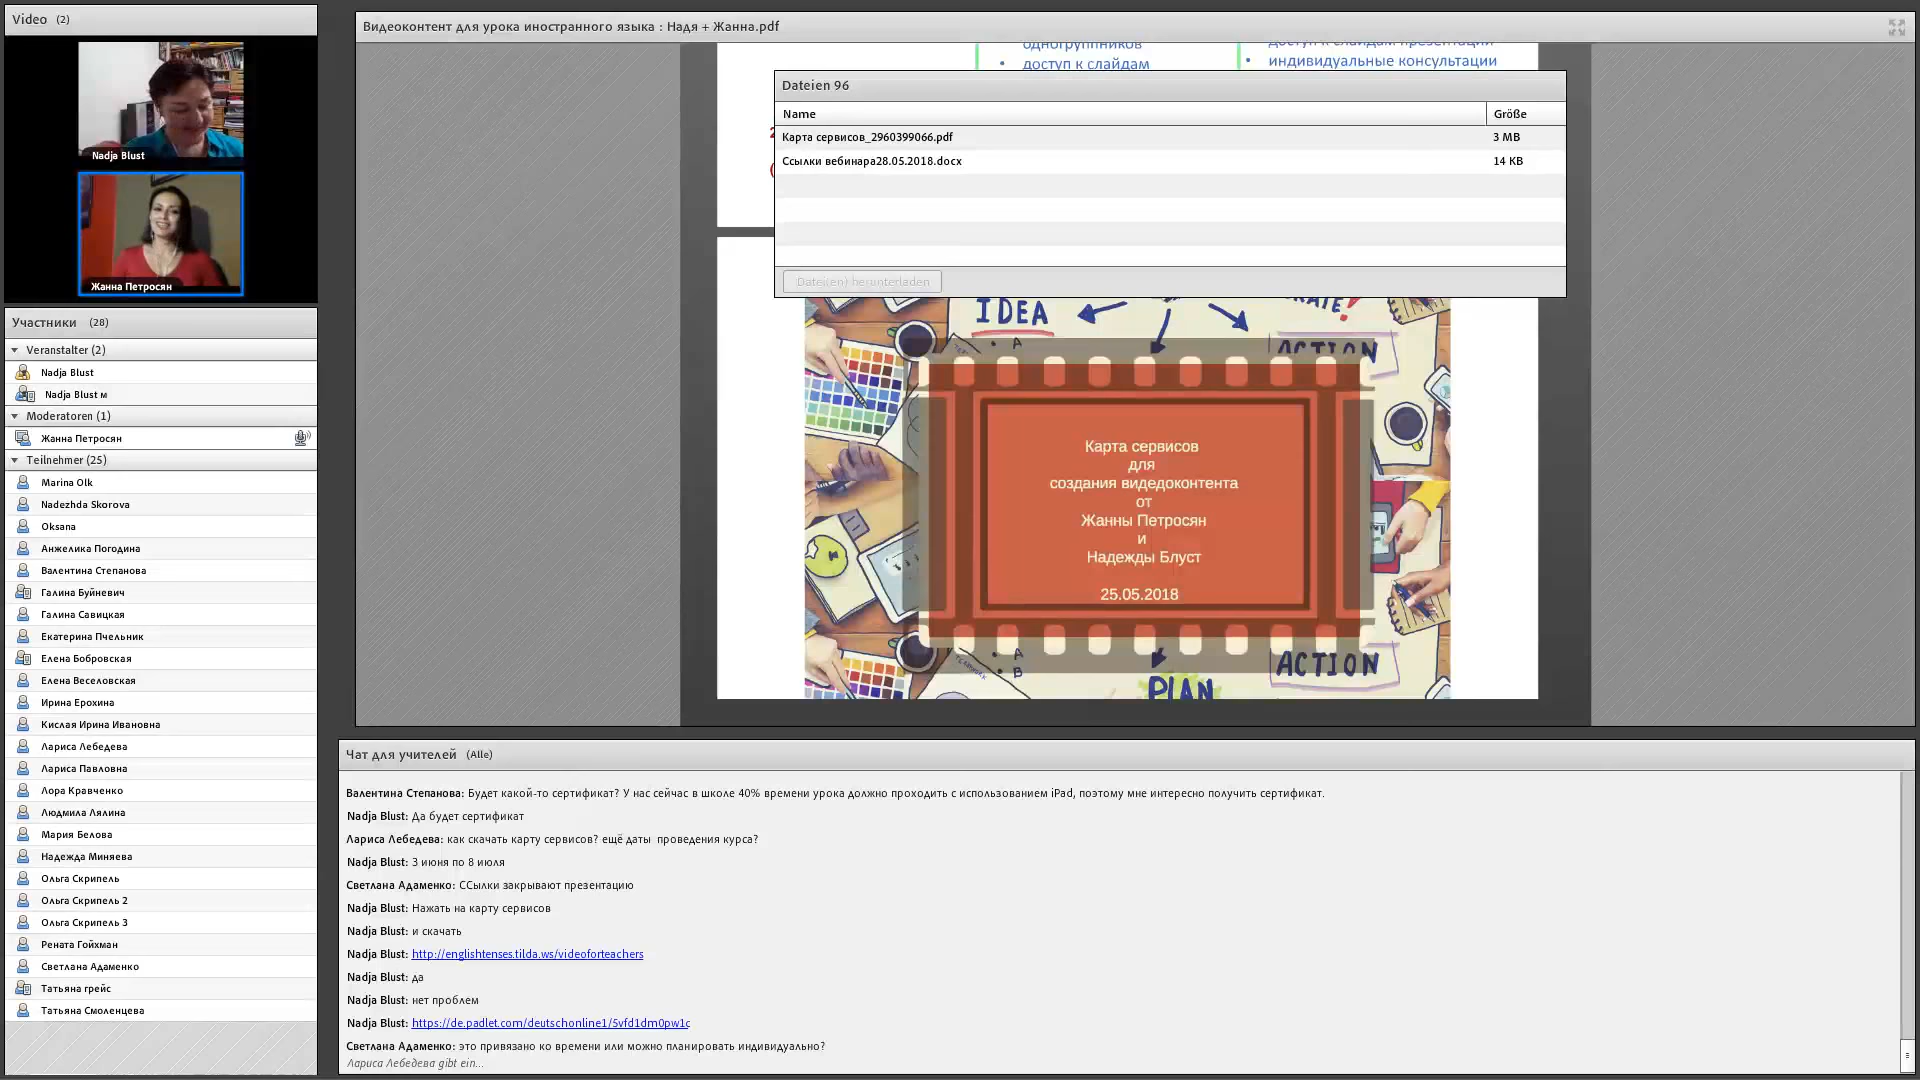 Video (2)
Nadja Blust
Жанна Петросян
Участники (28)
Veranstalter (2)
Nadja Blust
Nadja Blust м
Moderatoren (1)
Жанна Петросян
Teilnehmer (25)
Marina Olk
Nadezhda Skorova
Oksana
Анжелика Погодина
Валентина Степанова
Галина Буйневич
Галина Савицкая
Екатерина Пчельник
Елена Бобровская
Елена Веселовская
Ирина Ерохина
Кислая Ирина Ивановна
Лариса Лебедева
Лариса Павловна
Лора Кравченко
Людмила Лялина
Мария Белова
Надежда Миняева
Ольга Скрипель
Ольга Скрипель 2
Ольга Скрипель 3
Рената Гойхман
Светлана Адаменко
Татьяна грейс
Татьяна Смоленцева
Видеоконтент для урока иностранного языка : Надя + Жанна.pdf
одногруппников
• доступ к слайдам
доступ к слайдам презентации
• индивидуальные консультации
Dateien 96
Name Größe
Карта сервисов_2960399066.pdf 3 MB
Ссылки вебинара28.05.2018.docx 14 KB
Datei(en) herunterladen
IDEA
A
ACTION
Карта сервисов
для
создания видедоконтента
от
Жанны Петросян
и
Надежды Блуст
25.05.2018
A
B
ACTION
PLAN
Чат для учителей (Alle)
Валентина Степанова: Будет какой-то сертификат? У нас сейчас в школе 40% времени урока должно проходить с использованием iPad, поэтому мне интересно получить сертификат.
Nadja Blust: Да будет сертификат
Лариса Лебедева: как скачать карту сервисов? ещё даты проведения курса?
Nadja Blust: 3 июня по 8 июля
Светлана Адаменко: ССылки закрывают презентацию
Nadja Blust: Нажать на карту сервисов
Nadja Blust: и скачать
Nadja Blust: http://englishtenses.tilda.ws/videoforteachers
Nadja Blust: да
Nadja Blust: нет проблем
Nadja Blust: https://de.padlet.com/deutschonline1/5vfd1dm0pw1c
Светлана Адаменко: это привязано ко времени или можно планировать индивидуально?
Лариса Лебедева gibt ein...